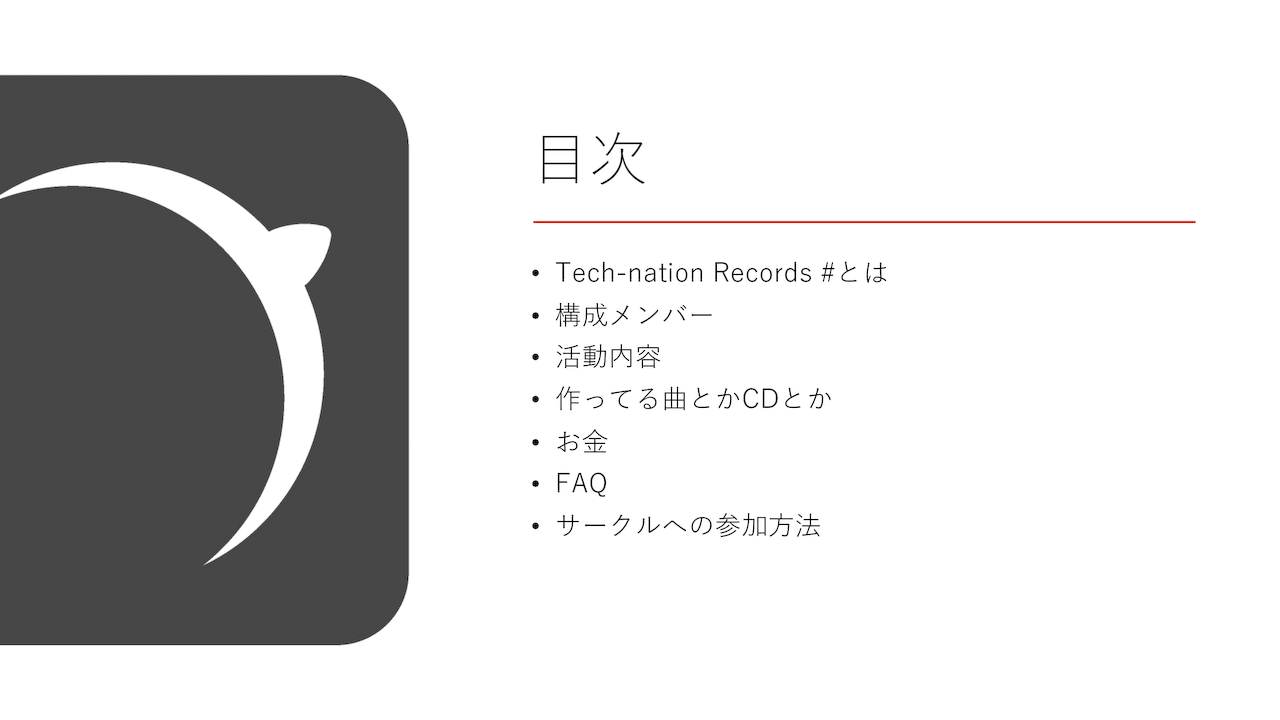 目次
• Tech-nation Records #とは
• 構成メンバー
• 活動内容
• 作ってる曲とかCDとか
• お金
• FAQ
• サークルへの参加方法